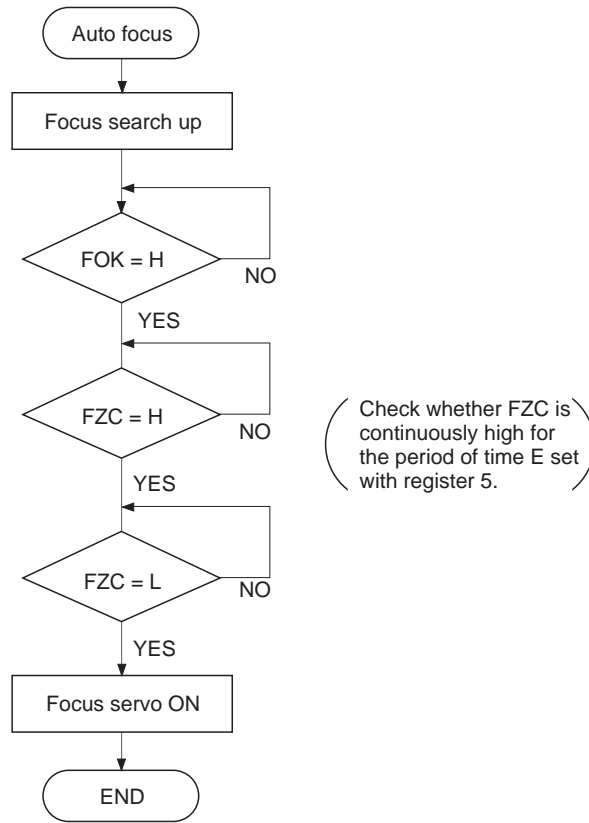 Auto focus
Focus search up
FOK = H
NO
YES
FZC = H
NO
Check whether FZC is
continuously high for
the period of time E set
with register 5.
YES
FZC = L
NO
YES
Focus servo ON
END